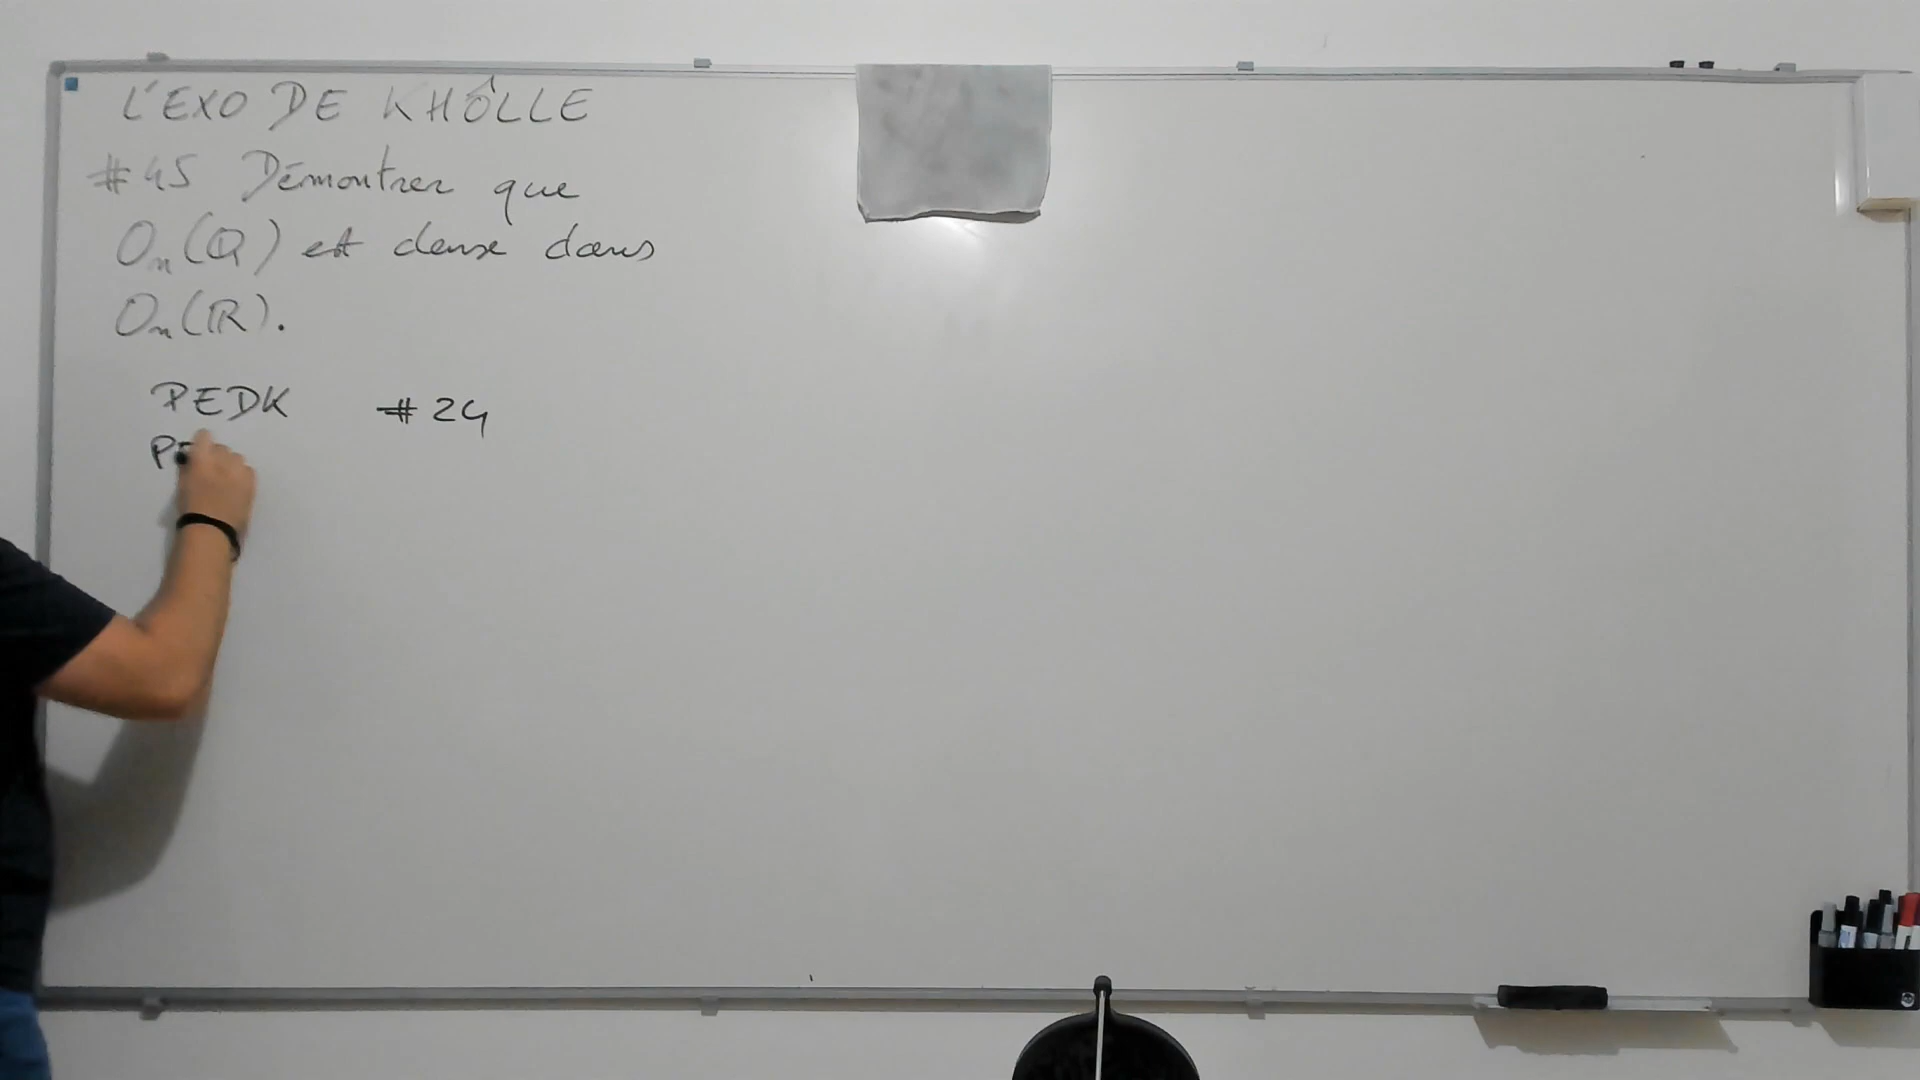 L'EXO DE KHÔLLE
#45 Démontrer que
On(Q) est dense dans
On(R).
PEDK #24
PE